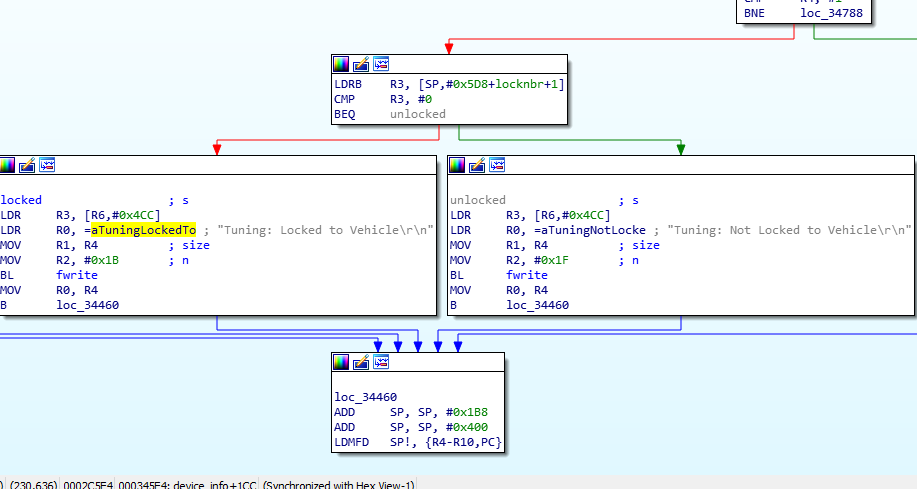 BNE loc_34788
LDRB R3, [SP,#0x5D8+locknbr+1]
CMP R3, #0
BEQ unlocked
locked ; s
LDR R3, [R6,#0x4CC]
LDR R0, =aTuningLockedTo ; "Tuning: Locked to Vehicle\r\n"
MOV R1, R4 ; size
MOV R2, #0x1B ; n
BL fwrite
MOV R0, R4
B loc_34460
unlocked ; s
LDR R3, [R6,#0x4CC]
LDR R0, =aTuningNotLocke ; "Tuning: Not Locked to Vehicle\r\n"
MOV R1, R4 ; size
MOV R2, #0x1F ; n
BL fwrite
MOV R0, R4
B loc_34460
loc_34460
ADD SP, SP, #0x1B8
ADD SP, SP, #0x400
LDMFD SP!, {R4-R10,PC}
(230,636) 0002C5E4 000345E4: device_info+1CC (Synchronized with Hex View-1)